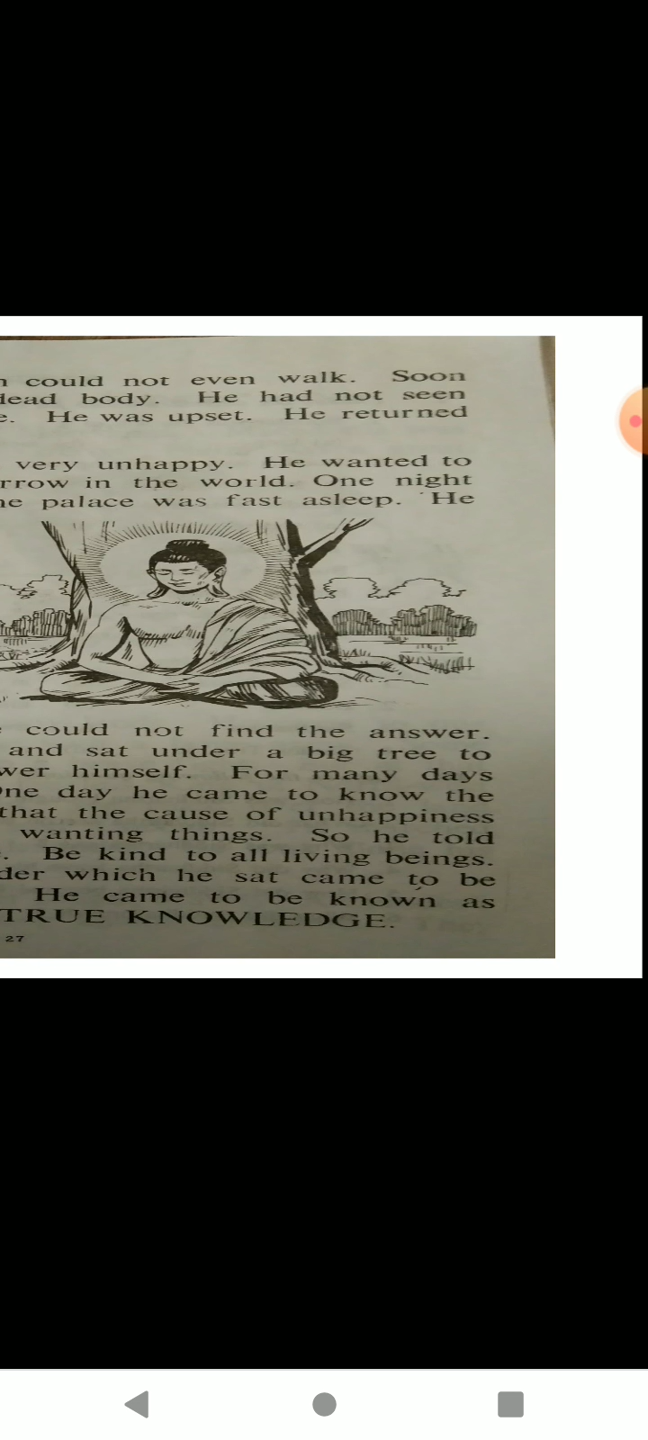 could not even walk. Soon
dead body. He had not seen
He was upset. He returned
very unhappy. He wanted to
in the world. One night
palace was fast asleep. He
could not find the answer.
and sat under a big tree to
himself. For many days
One day he came to know the
that the cause of unhappiness
wanting things. So he told
Be kind to all living beings.
which he sat came to be
He came to be known as
TRUE KNOWLEDGE.
27